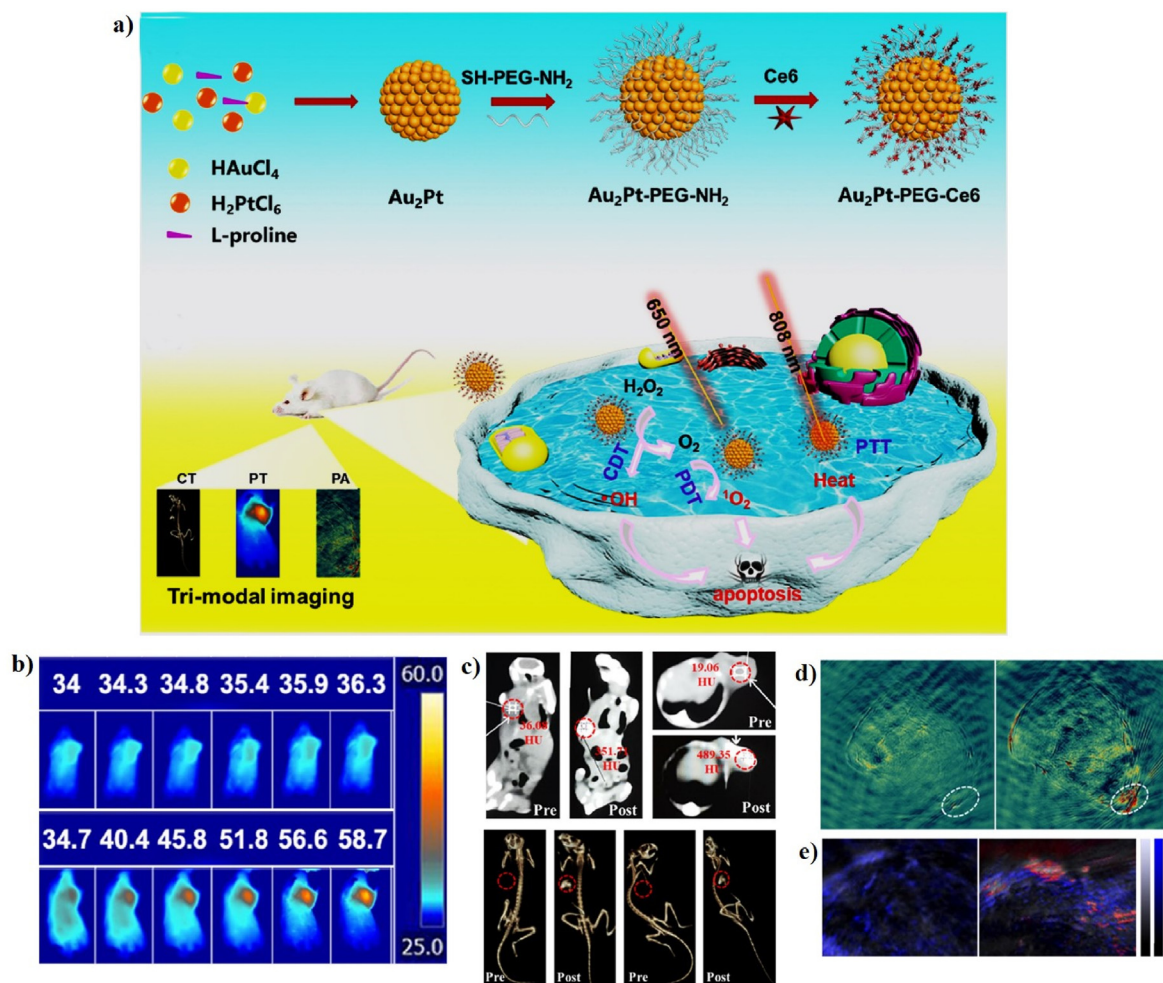 a)
SH-PEG-NH₂
Ce6
HAuCl₄
H₂PtCl₆
L-proline
Au₂Pt
Au₂Pt-PEG-NH₂
Au₂Pt-PEG-Ce6
650 nm
808 nm
H₂O₂
O₂
CDT
PDT
PTT
•OH
¹O₂
Heat
apoptosis
CT PT PA
Tri-modal imaging
b)
34 34.3 34.8 35.4 35.9 36.3
34.7 40.4 45.8 51.8 56.6 58.7
60.0
25.0
c)
HU
Pre
HU
Post
19.06
HU
Pre
489.35
HU
Post
Pre Post Pre Post
d)
e)